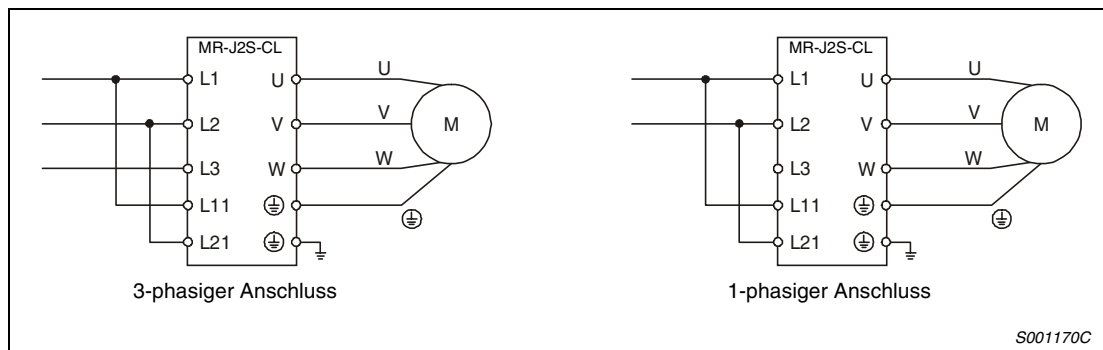 MR-J2S-CL
L1 U U
L2 V V M
L3 W W
L11
L21
3-phasiger Anschluss
MR-J2S-CL
L1 U U
L2 V V M
L3 W W
L11
L21
1-phasiger Anschluss
S001170C